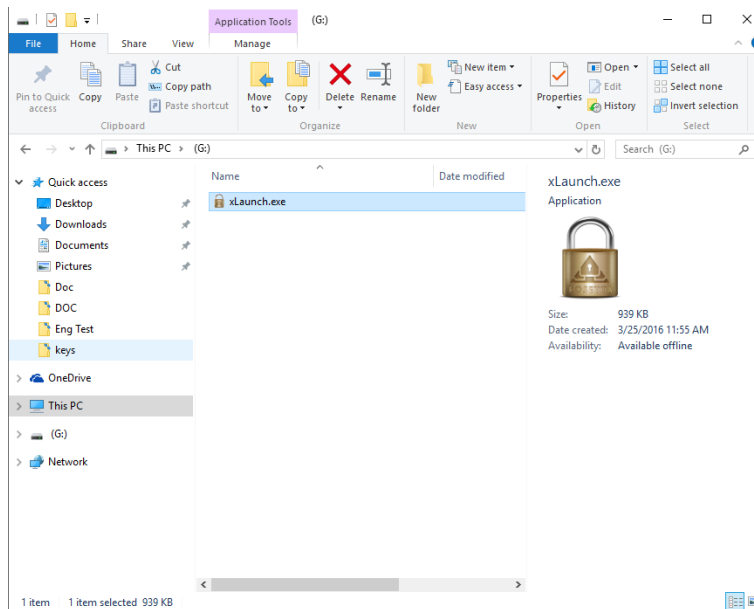 Application Tools
(G:)
File
Home
Share
View
Manage
Pin to Quick access
Copy
Paste
Cut
Copy path
Paste shortcut
Clipboard
Move to
Copy to
Delete
Rename
Organize
New folder
New item
Easy access
New
Properties
Open
Edit
History
Open
Select all
Select none
Invert selection
Select
This PC
(G:)
Search (G:)
Quick access
Desktop
Downloads
Documents
Pictures
Doc
DOC
Eng Test
keys
OneDrive
This PC
(G:)
Network
Name
Date modified
xLaunch.exe
xLaunch.exe
Application
Size: 939 KB
Date created: 3/25/2016 11:55 AM
Availability: Available offline
1 item
1 item selected 939 KB